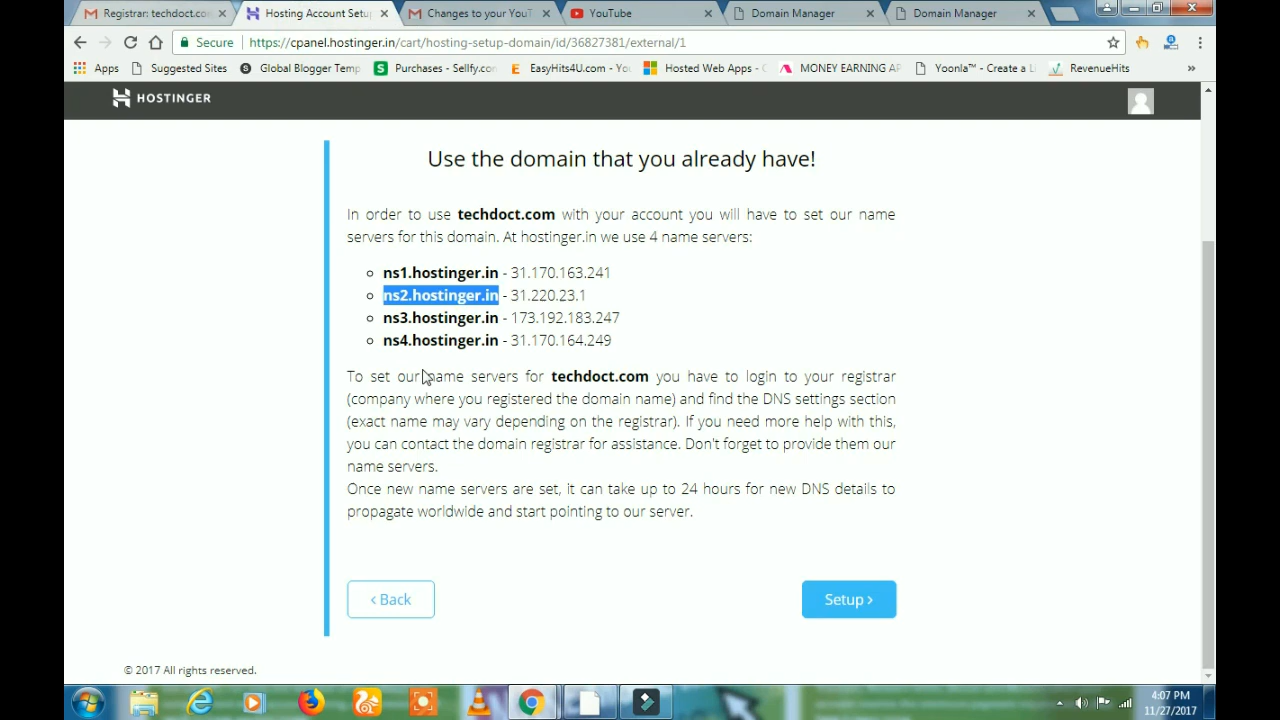 Registrar: techdoct.co
Hosting Account Setu
Changes to your YouT
YouTube
Domain Manager
Domain Manager
Secure
https://cpanel.hostinger.in/cart/hosting-setup-domain/id/36827381/external/1
Apps
Suggested Sites
Global Blogger Temp
Purchases - Sellfy.co
EasyHits4U.com - Yo
Hosted Web Apps -
MONEY EARNING AP
Yoonla™ - Create a L
RevenueHits
»
HOSTINGER
Use the domain that you already have!
In order to use techdoct.com with your account you will have to set our name
servers for this domain. At hostinger.in we use 4 name servers:
ns1.hostinger.in - 31.170.163.241
ns2.hostinger.in - 31.220.23.1
ns3.hostinger.in - 173.192.183.247
ns4.hostinger.in - 31.170.164.249
To set our name servers for techdoct.com you have to login to your registrar
(company where you registered the domain name) and find the DNS settings section
(exact name may vary depending on the registrar). If you need more help with this,
you can contact the domain registrar for assistance. Don't forget to provide them our
name servers.
Once new name servers are set, it can take up to 24 hours for new DNS details to
propagate worldwide and start pointing to our server.
‹ Back
Setup ›
© 2017 All rights reserved.
4:07 PM
11/27/2017